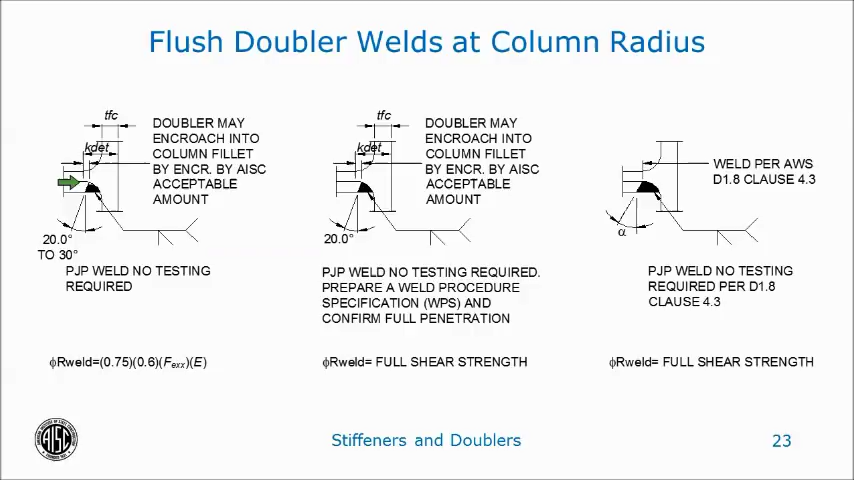 Flush Doubler Welds at Column Radius
tfc
kdet
DOUBLER MAY
ENCROACH INTO
COLUMN FILLET
BY ENCR. BY AISC
ACCEPTABLE
AMOUNT
20.0°
TO 30°
PJP WELD NO TESTING
REQUIRED
ϕRweld=(0.75)(0.6)(Fexx)(E)
tfc
kdet
DOUBLER MAY
ENCROACH INTO
COLUMN FILLET
BY ENCR. BY AISC
ACCEPTABLE
AMOUNT
20.0°
PJP WELD NO TESTING REQUIRED.
PREPARE A WELD PROCEDURE
SPECIFICATION (WPS) AND
CONFIRM FULL PENETRATION
ϕRweld= FULL SHEAR STRENGTH
WELD PER AWS
D1.8 CLAUSE 4.3
α
PJP WELD NO TESTING
REQUIRED PER D1.8
CLAUSE 4.3
ϕRweld= FULL SHEAR STRENGTH
AISC
Stiffeners and Doublers
23